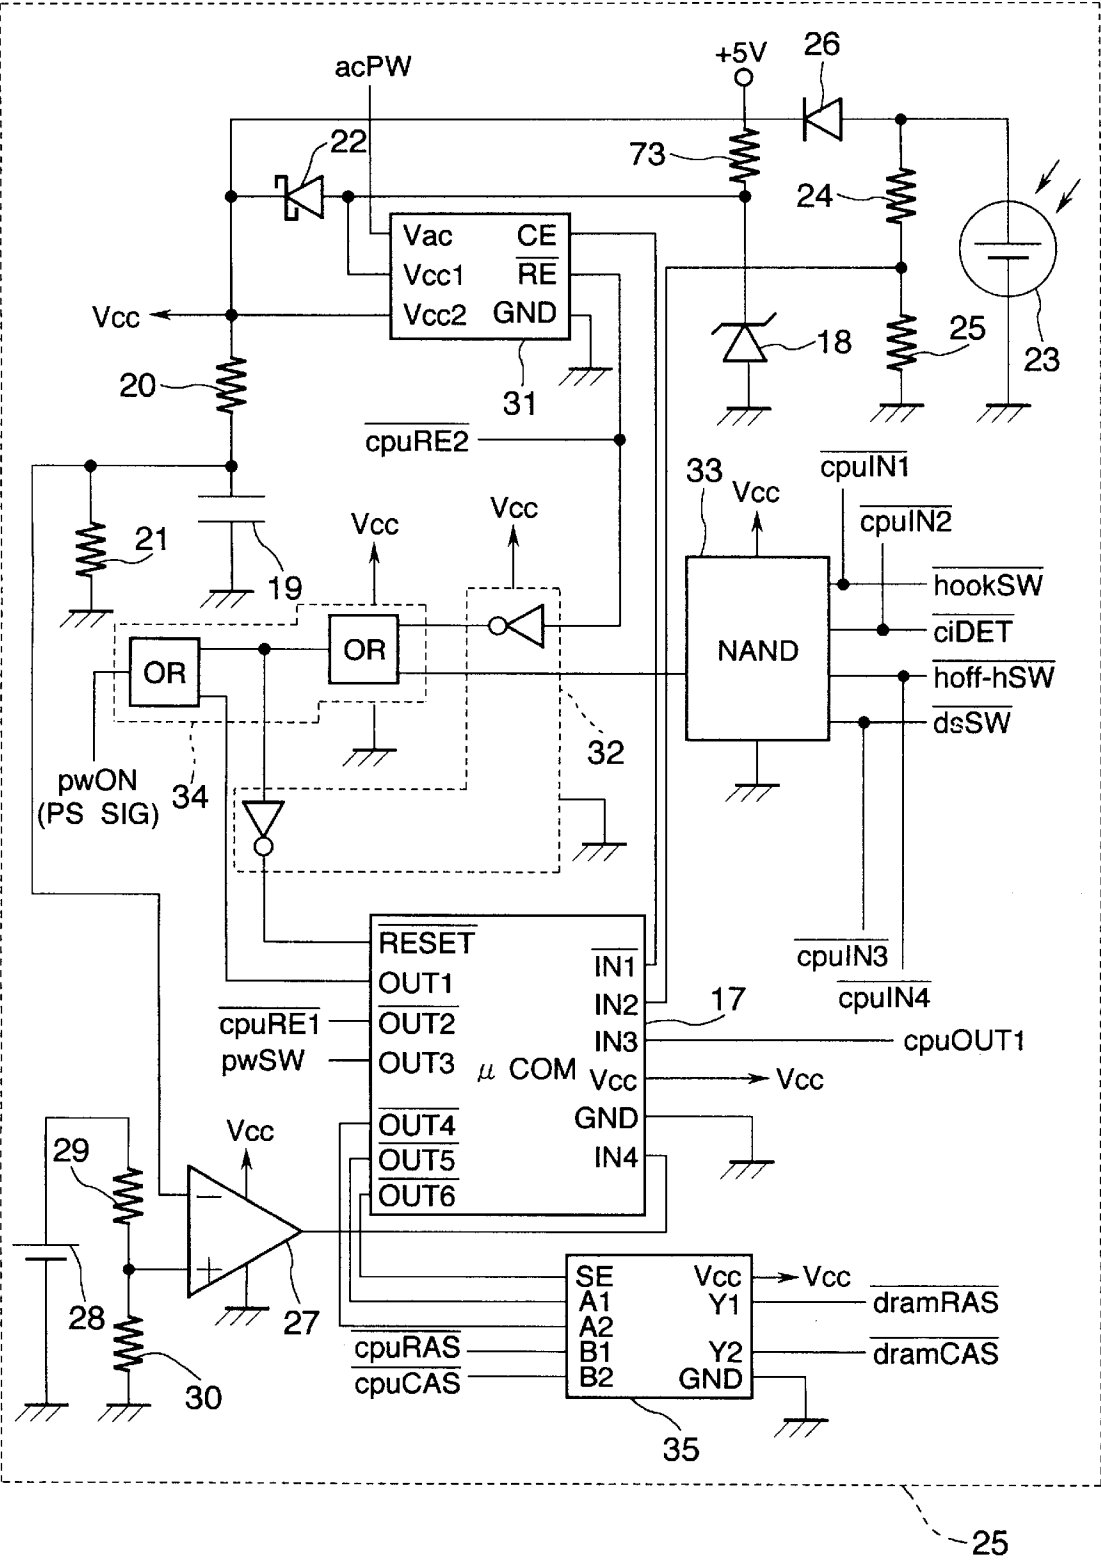 26
+5V
acPW
22
73
24
Vac CE
Vcc1 RE
Vcc2 GND
Vcc
18
25
23
20
31
cpuRE2
cpuIN1
33
Vcc
Vcc
cpuIN2
Vcc
21
19
hookSW
ciDET
OR
OR
NAND
hoff-hSW
dsSW
32
pwON
(PS SIG)
34
RESET
IN1
cpuIN3
OUT1
cpuIN4
IN2
17
cpuRE1
OUT2
IN3
cpuOUT1
pwSW
OUT3
μ COM
Vcc
Vcc
GND
OUT4
Vcc
29
OUT5
IN4
OUT6
−
+
28
27
SE
Vcc
Vcc
A1
Y1
dramRAS
A2
cpuRAS
B1
Y2
dramCAS
cpuCAS
B2
GND
30
35
25